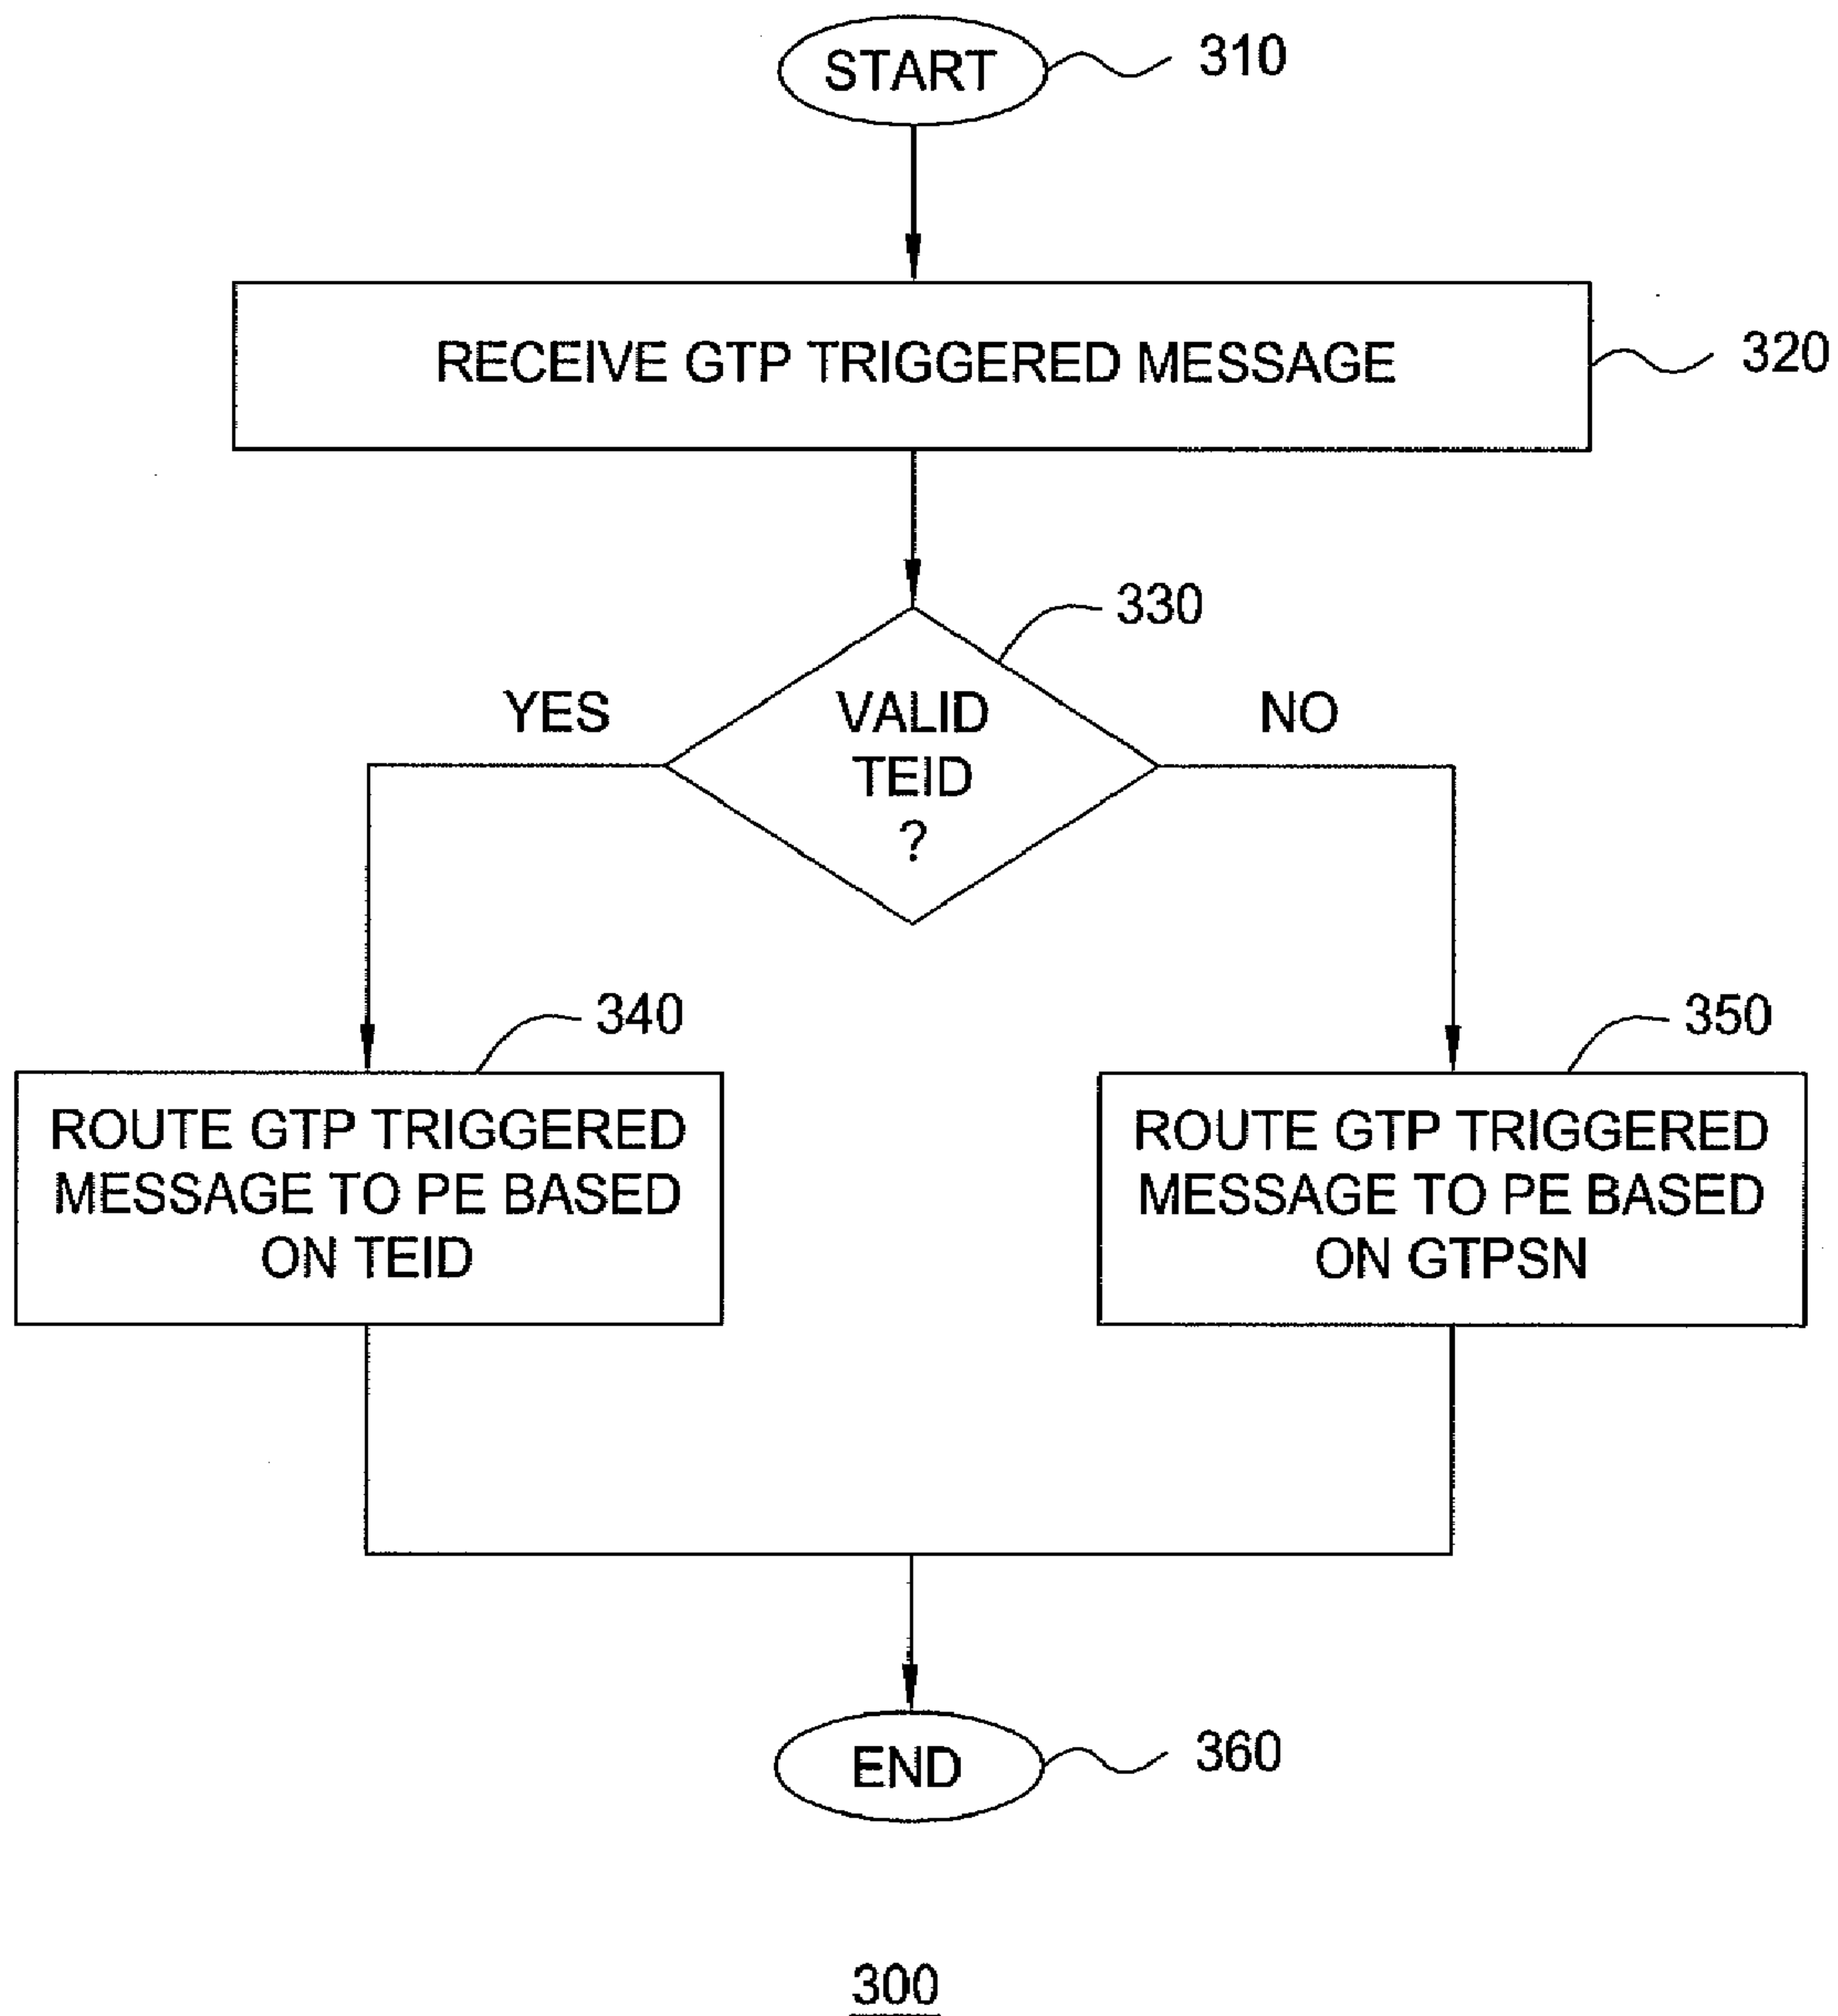 START
310
RECEIVE GTP TRIGGERED MESSAGE
320
330
YES
VALID
TEID
?
NO
340
ROUTE GTP TRIGGERED
MESSAGE TO PE BASED
ON TEID
350
ROUTE GTP TRIGGERED
MESSAGE TO PE BASED
ON GTPSN
END
360
300